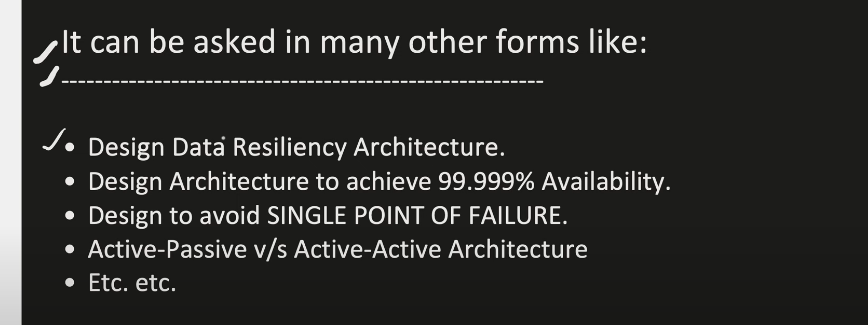 It can be asked in many other forms like:
---------------------------------------------------------
• Design Data Resiliency Architecture.
• Design Architecture to achieve 99.999% Availability.
• Design to avoid SINGLE POINT OF FAILURE.
• Active-Passive v/s Active-Active Architecture
• Etc. etc.